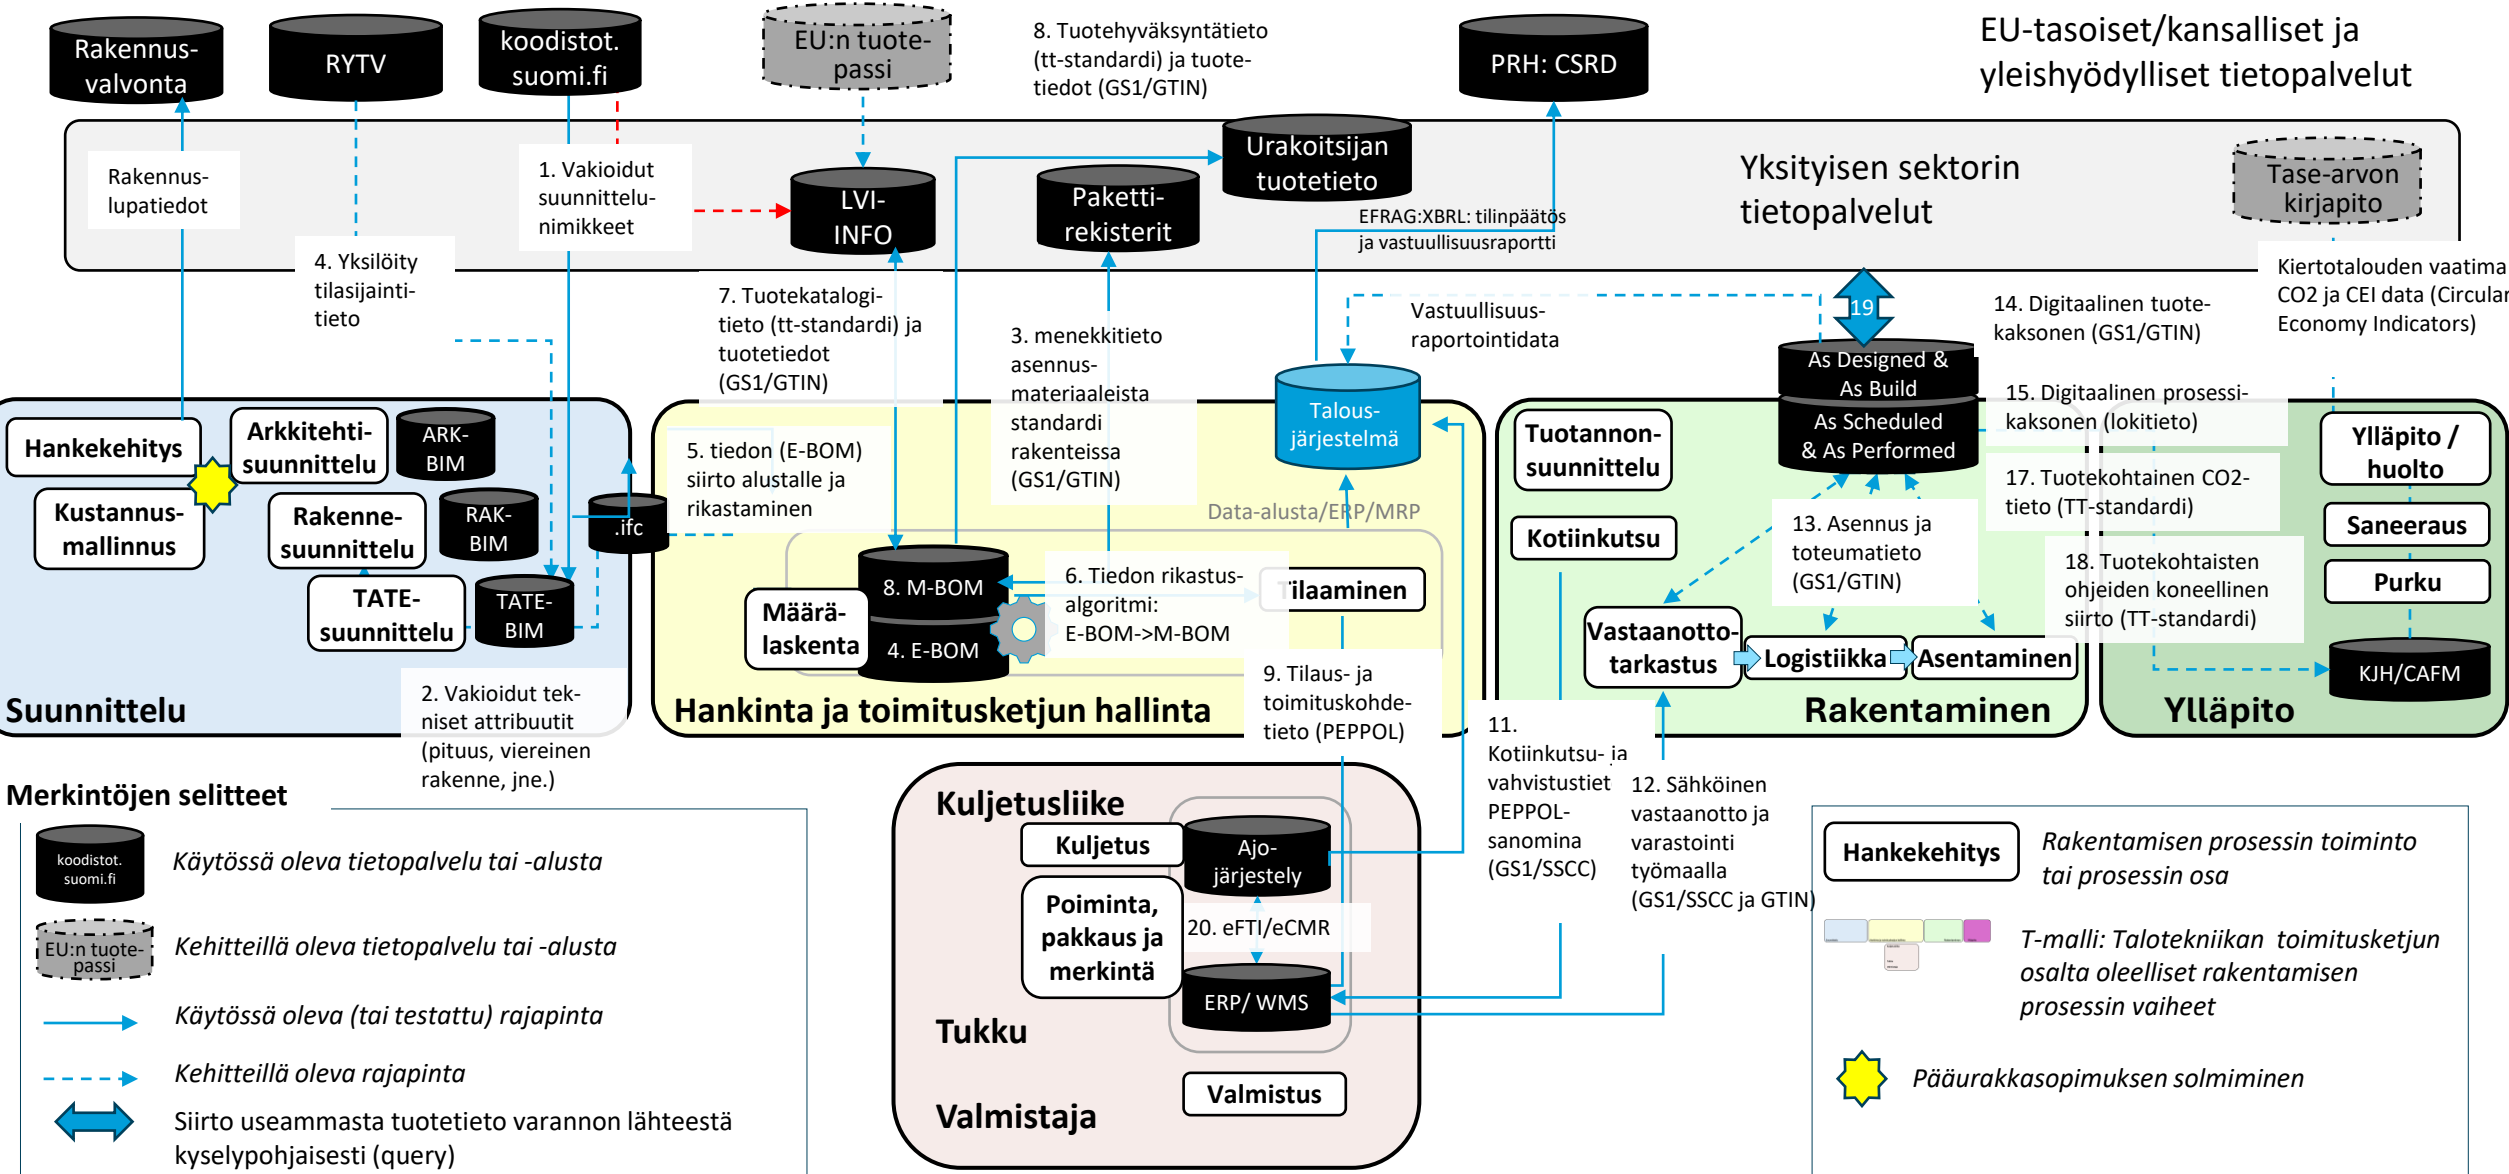 Rakennus-
valvonta
RYTV
koodistot.
suomi.fi
EU:n tuote-
passi
8. Tuotehyväksyntätieto
(tt-standardi) ja tuote-
tiedot (GS1/GTIN)
PRH: CSRD
EU-tasoiset/kansalliset ja
yleishyödylliset tietopalvelut
Rakennus-
lupatiedot
1. Vakioidut
suunnittelu-
nimikkeet
LVI-
INFO
Paketti-
rekisterit
Urakoitsijan
tuotetieto
EFRAG:XBRL: tilinpäätös
ja vastuullisuusraportti
Yksityisen sektorin
tietopalvelut
Tase-arvon
kirjapito
4. Yksilöity
tilasijainti-
tieto
7. Tuotekatalogi-
tieto (tt-standardi) ja
tuotetiedot
(GS1/GTIN)
3. menekkitieto
asennus-
materiaaleista
standardi
rakenteissa
(GS1/GTIN)
Vastuullisuus-
raportointidata
19
14. Digitaalinen tuote-
kaksonen (GS1/GTIN)
Kiertotalouden vaatima
CO2 ja CEI data (Circular
Economy Indicators)
Hankekehitys
Kustannus-
mallinnus
Arkkitehti-
suunnittelu
ARK-
BIM
Rakenne-
suunnittelu
RAK-
BIM
TATE-
suunnittelu
TATE-
BIM
.ifc
Suunnittelu
2. Vakioidut tek-
niset attribuutit
(pituus, viereinen
rakenne, jne.)
5. tiedon (E-BOM)
siirto alustalle ja
rikastaminen
Talous-
järjestelmä
Data-alusta/ERP/MRP
Määrä-
laskenta
8. M-BOM
4. E-BOM
6. Tiedon rikastus-
algoritmi:
E-BOM->M-BOM
Tilaaminen
Hankinta ja toimitusketjun hallinta
9. Tilaus- ja
toimituskohde-
tieto (PEPPOL)
As Designed &
As Build
As Scheduled
& As Performed
Tuotannon-
suunnittelu
Kotiinkutsu
13. Asennus ja
toteumatieto
(GS1/GTIN)
Vastaanotto-
tarkastus
Logistiikka
Asentaminen
Rakentaminen
15. Digitaalinen prosessi-
kaksonen (lokitieto)
17. Tuotekohtainen CO2-
tieto (TT-standardi)
18. Tuotekohtaisten
ohjeiden koneellinen
siirto (TT-standardi)
Ylläpito /
huolto
Saneeraus
Purku
KJH/CAFM
Ylläpito
11.
Kotiinkutsu- ja
vahvistustiet
PEPPOL-
sanomina
(GS1/SSCC)
12. Sähköinen
vastaanotto ja
varastointi
työmaalla
(GS1/SSCC ja GTIN)
Kuljetusliike
Kuljetus
Ajo-
järjestely
Poiminta,
pakkaus ja
merkintä
20. eFTI/eCMR
ERP/ WMS
Tukku
Valmistus
Valmistaja
Merkintöjen selitteet
koodistot.
suomi.fi
Käytössä oleva tietopalvelu tai -alusta
EU:n tuote-
passi
Kehitteillä oleva tietopalvelu tai -alusta
Käytössä oleva (tai testattu) rajapinta
Kehitteillä oleva rajapinta
Siirto useammasta tuotetieto varannon lähteestä
kyselypohjaisesti (query)
Hankekehitys
Rakentamisen prosessin toiminto
tai prosessin osa
T-malli: Talotekniikan toimitusketjun
osalta oleelliset rakentamisen
prosessin vaiheet
Pääurakkasopimuksen solmiminen